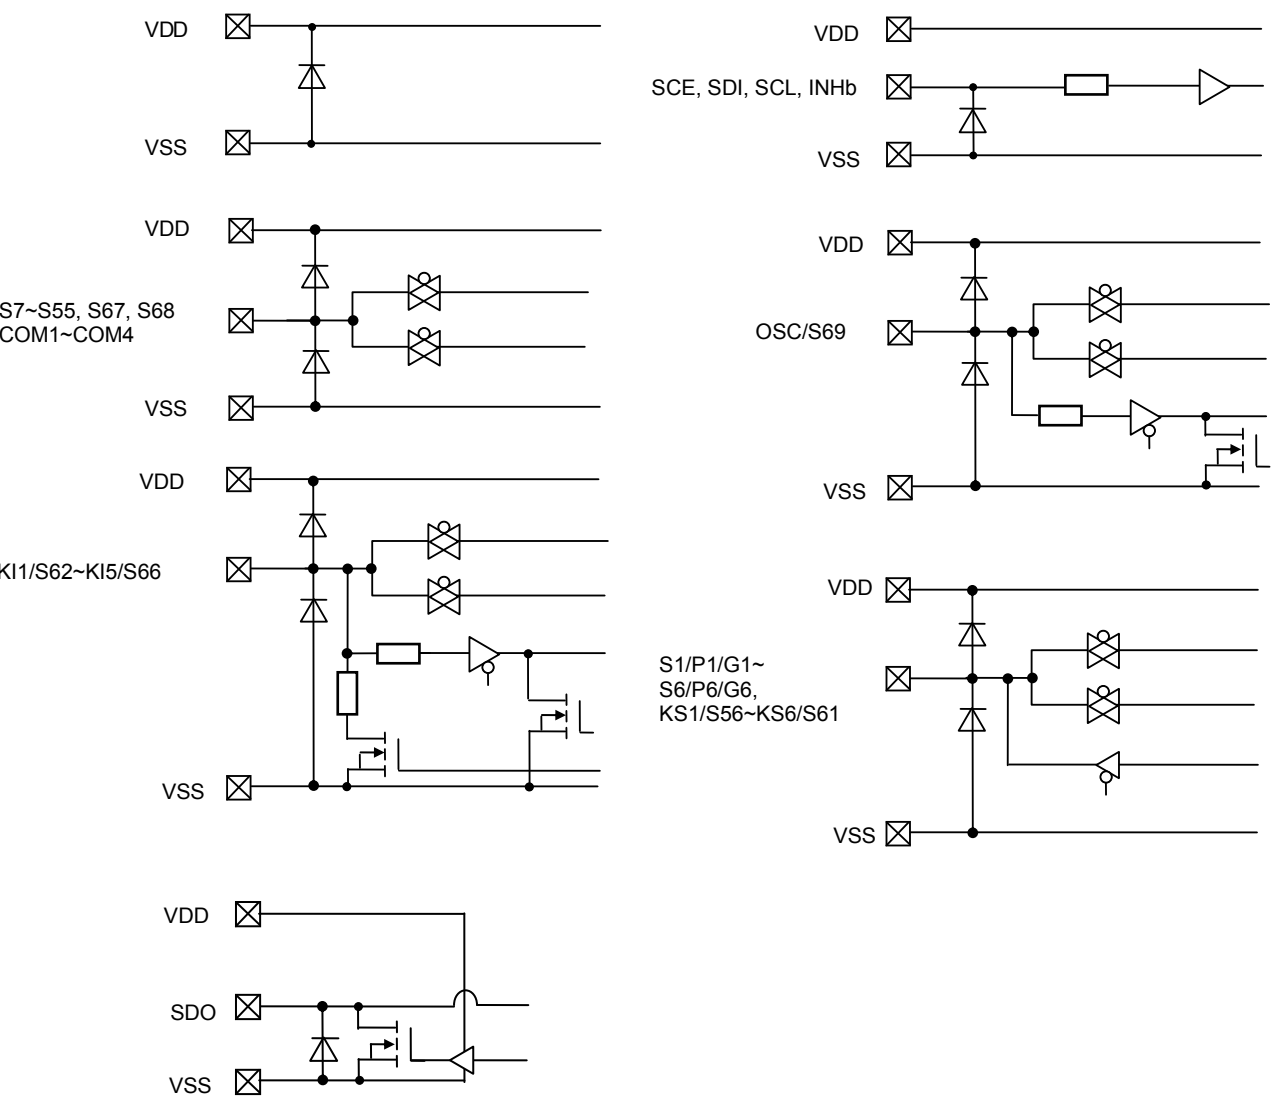 VDD
VSS
VDD
S7~S55, S67, S68
COM1~COM4
VSS
VDD
KI1/S62~KI5/S66
VSS
VDD
SDO
VSS
VDD
SCE, SDI, SCL, INHb
VSS
VDD
OSC/S69
VSS
VDD
S1/P1/G1~
S6/P6/G6,
KS1/S56~KS6/S61
VSS